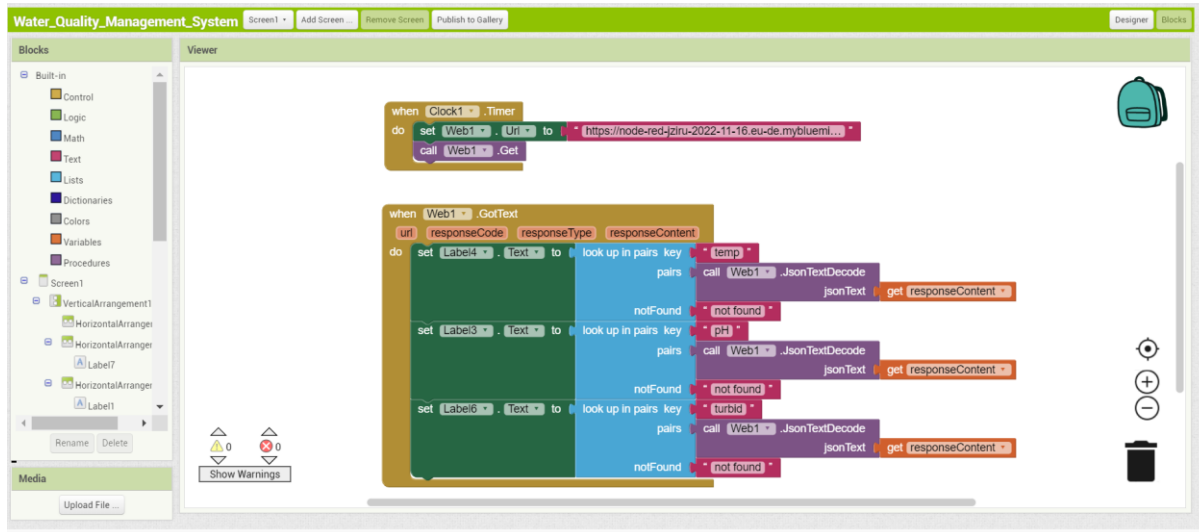 Water_Quality_Management_System Screen1 Add Screen ... Remove Screen Publish to Gallery Designer Blocks
Blocks
Viewer
Built-in
Control
Logic
Math
Text
Lists
Dictionaries
Colors
Variables
Procedures
Screen1
VerticalArrangement1
HorizontalArranger
HorizontalArranger
Label7
HorizontalArranger
Label1
Rename Delete
Media
Upload File ...
when Clock1 .Timer
do set Web1 . Url to " https://node-red-jziru-2022-11-16.eu-de.mybluemi... "
call Web1 .Get
when Web1 .GotText
url responseCode responseType responseContent
do set Label4 . Text to look up in pairs key " temp "
pairs call Web1 .JsonTextDecode
jsonText get responseContent
notFound " not found "
set Label3 . Text to look up in pairs key " pH "
pairs call Web1 .JsonTextDecode
jsonText get responseContent
notFound " not found "
set Label6 . Text to look up in pairs key " turbid "
pairs call Web1 .JsonTextDecode
jsonText get responseContent
notFound " not found "
0 0
Show Warnings